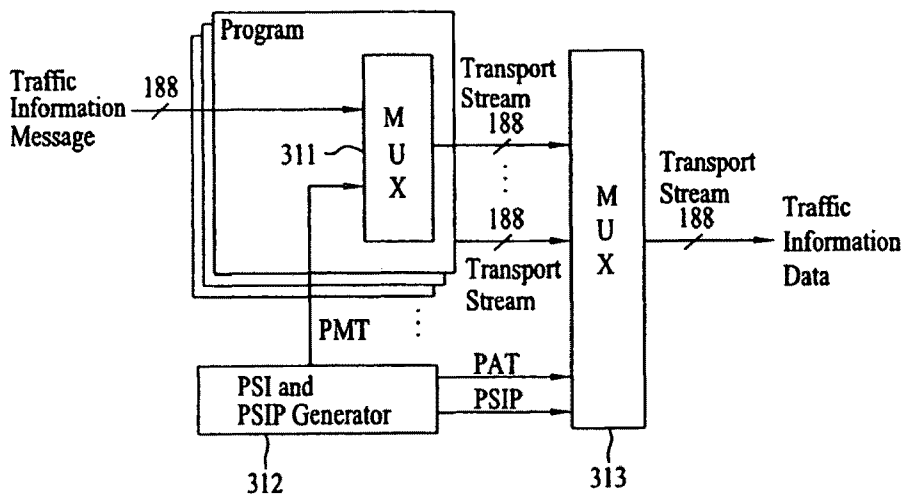 Program
Traffic
Information
Message
188
M
U
X
311
Transport
Stream
188
188
Transport
Stream
M
U
X
Transport
Stream
188
Traffic
Information
Data
PMT
PSI and
PSIP Generator
PAT
PSIP
312
313